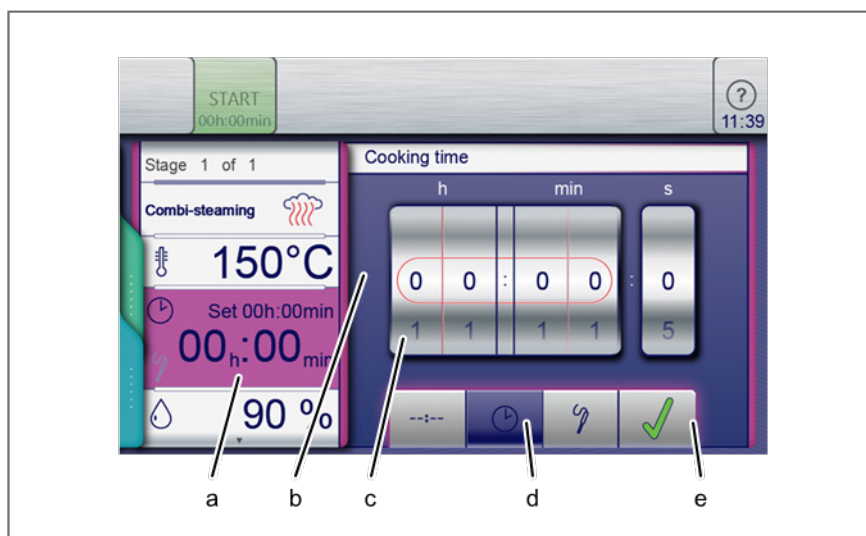 START
00h:00min
?
11:39
Stage 1 of 1
Cooking time
h min s
Combi-steaming
150°C
0 0 : 0 0 : 0
1 1 1 1 5
Set 00h:00min
00h:00min
90 %
--:--
a b c d e